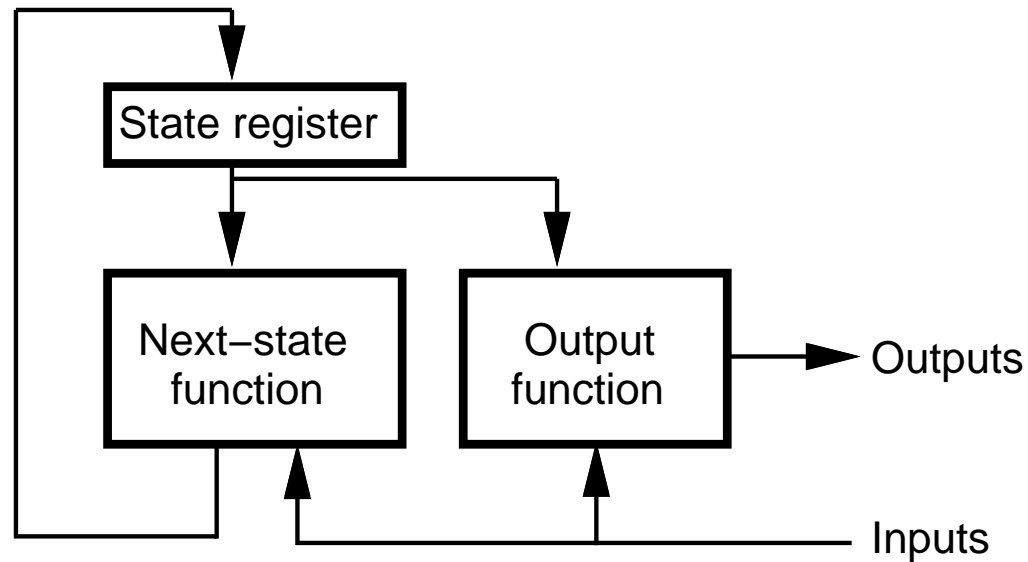 State register
Next−state
function
Output
function
Outputs
Inputs